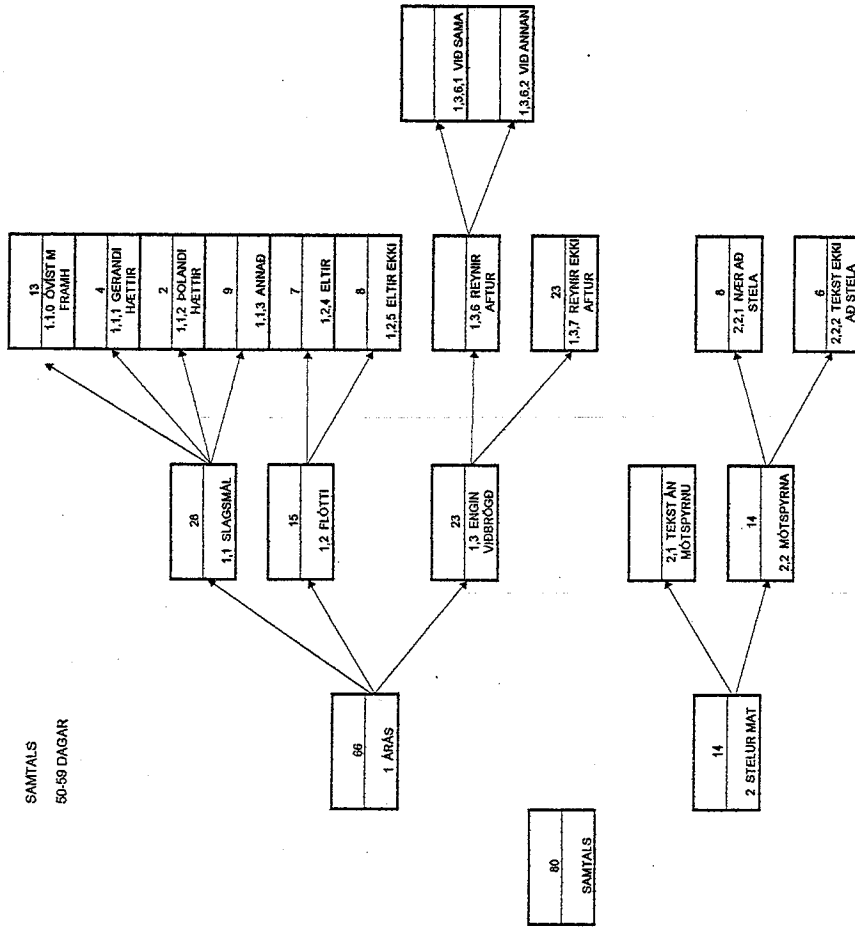 SAMTALS
50-59 DAGAR
80
SAMTALS
66
1 ÁRÁS
14
2 STELUR MAT
28
1,1 SLAGSMÁL
15
1,2 FLÓTTI
23
1,3 ENGIN
VIÐBRÖGÐ
2,1 TEKST ÁN
MÓTSPYRNU
14
2,2 MÓTSPYRNA
13
1.1.0 ÓVÍST M
FRAMH
4
1,1,1 GERANDI
HÆTTIR
2
1,1,2 ÞOLANDI
HÆTTIR
9
1,1,3 ANNAÐ
7
1,2,4 ELTIR
8
1,2,5 ELTIR EKKI
1,3,6 REYNIR
AFTUR
23
1,3,7 REYNIR EKKI
AFTUR
8
2,2,1 NÆR AÐ
STELA
6
2,2,2 TEKST EKKI
AÐ STELA
1,3,6,1 VIÐ SAMA
1,3,6,2 VIÐ ANNAN